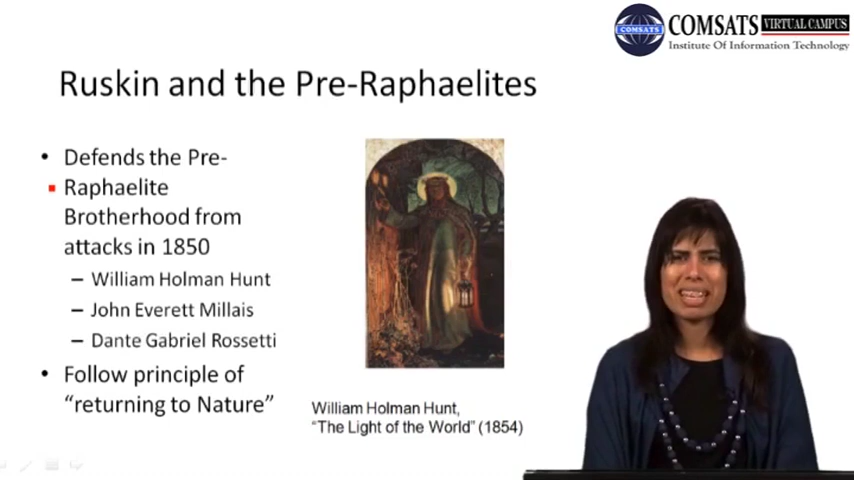 COMSATS VIRTUAL CAMPUS
COMSATS
Institute Of Information Technology
Ruskin and the Pre-Raphaelites
• Defends the Pre-
Raphaelite
Brotherhood from
attacks in 1850
– William Holman Hunt
– John Everett Millais
– Dante Gabriel Rossetti
• Follow principle of
“returning to Nature”
William Holman Hunt,
“The Light of the World” (1854)